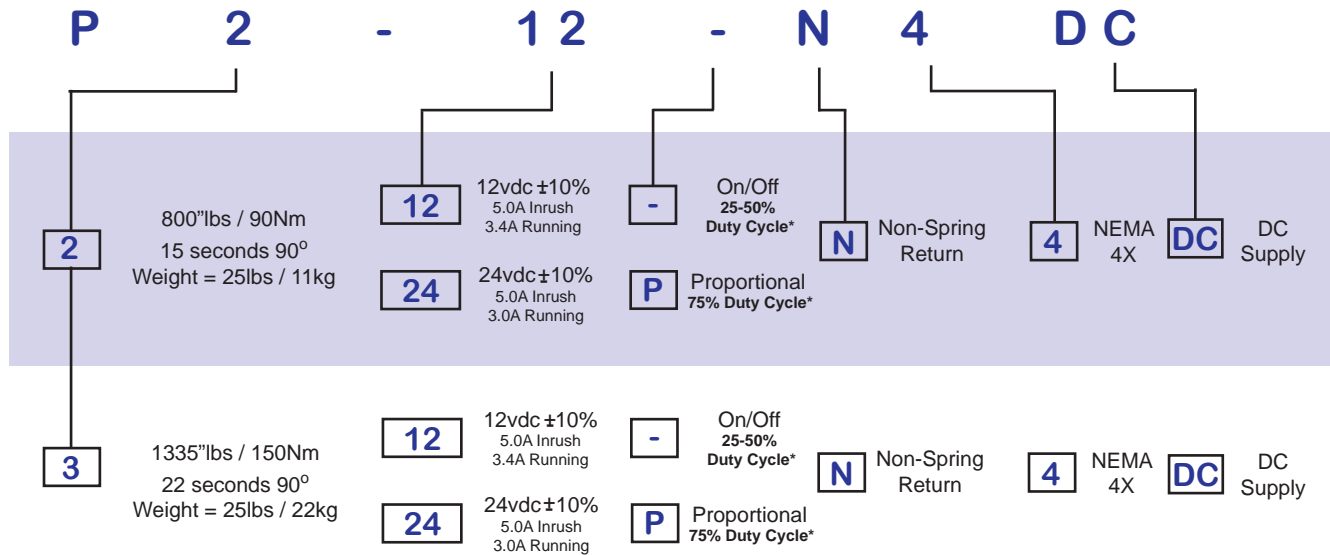 P 2 - 12 - N 4 DC
2
800"lbs / 90Nm
15 seconds 90o
Weight = 25lbs / 11kg
12
12vdc ±10%
5.0A Inrush
3.4A Running
24
24vdc ±10%
5.0A Inrush
3.0A Running
-
On/Off
25-50%
Duty Cycle*
P
Proportional
75% Duty Cycle*
N
Non-Spring
Return
4
NEMA
4X
DC
DC
Supply
3
1335"lbs / 150Nm
22 seconds 90o
Weight = 25lbs / 22kg
12
12vdc ±10%
5.0A Inrush
3.4A Running
24
24vdc ±10%
5.0A Inrush
3.0A Running
-
On/Off
25-50%
Duty Cycle*
P
Proportional
75% Duty Cycle*
N
Non-Spring
Return
4
NEMA
4X
DC
DC
Supply